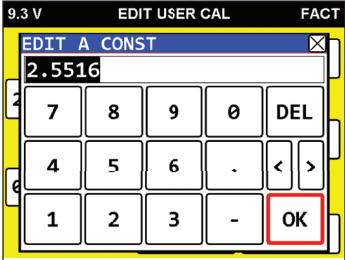 9.3 V EDIT USER CAL FACT
EDIT A CONST
2.5516
7 8 9 0 DEL
4 5 6 . < >
1 2 3 - OK